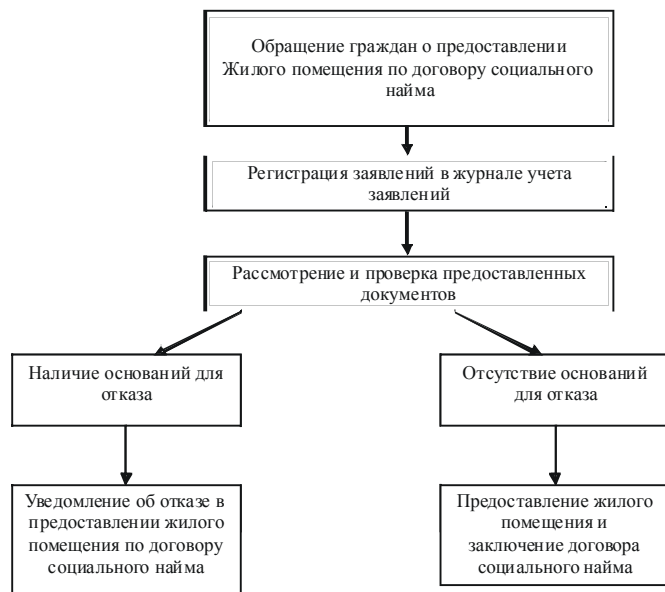 Обращение граждан о предоставлении
Жилого помещения по договору социального
найма
Регистрация заявлений в журнале учета
заявлений
.
Рассмотрение и проверка предоставленных
документов
Наличие оснований для
отказа
Отсутствие оснований
для отказа
Уведомление об отказе в
предоставлении жилого
помещения по договору
социального найма
Предоставление жилого
помещения и
заключение договора
социального найма